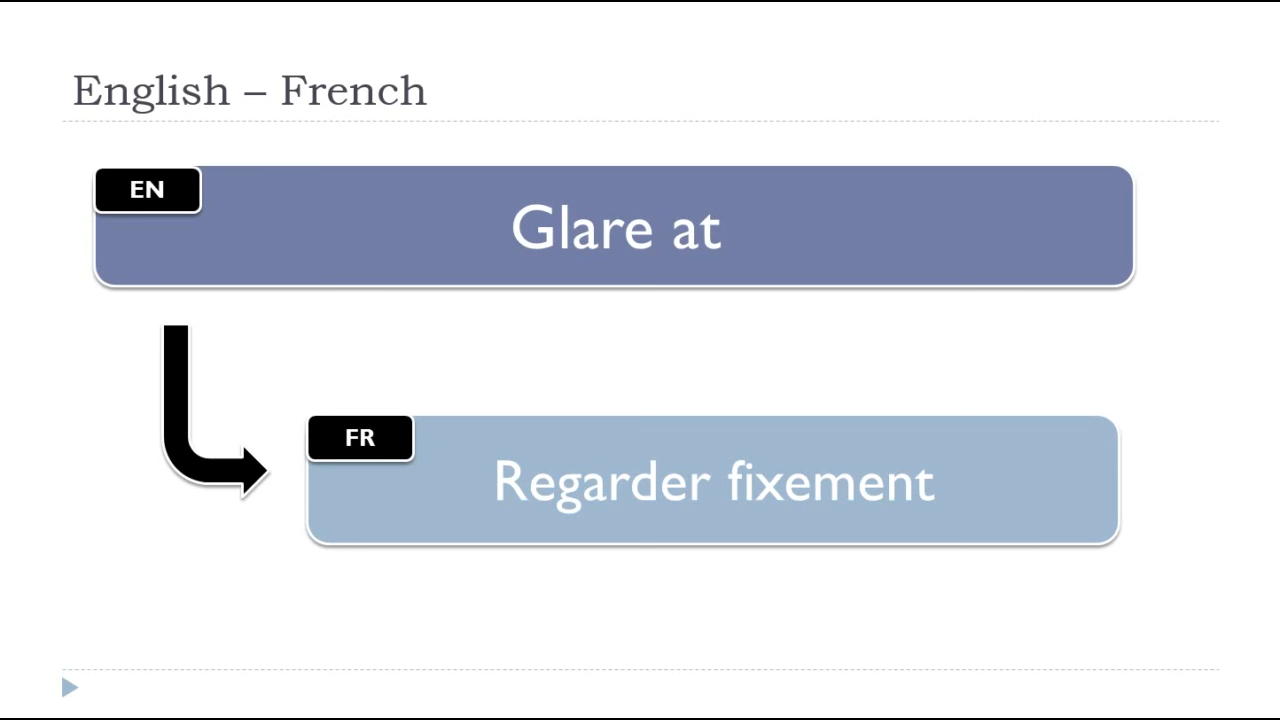 English – French
EN
Glare at
FR
Regarder fixement